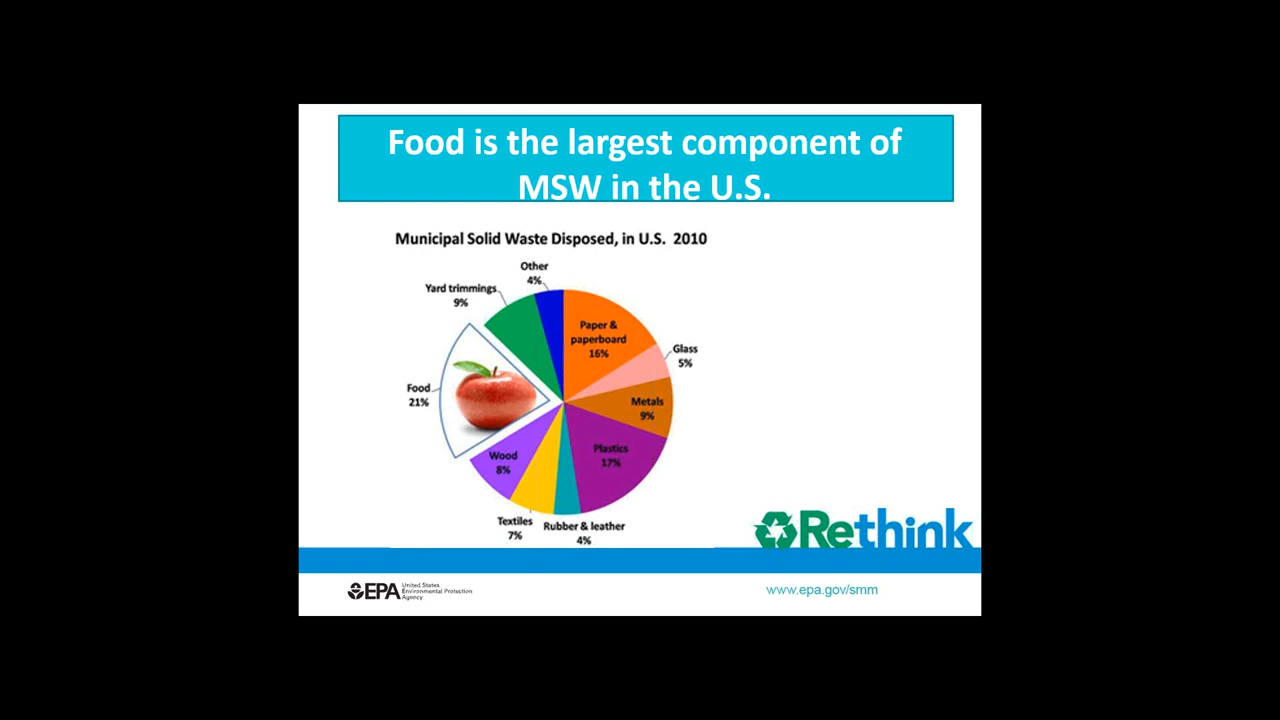 Food is the largest component of
MSW in the U.S.
Municipal Solid Waste Disposed, in U.S. 2010
Other
4%
Yard trimmings
9%
Paper &
paperboard
16%
Glass
5%
Food
21%
Metals
9%
Plastics
17%
Wood
8%
Textiles
7%
Rubber & leather
4%
Rethink
EPA
United States
Environmental Protection
Agency
www.epa.gov/smm